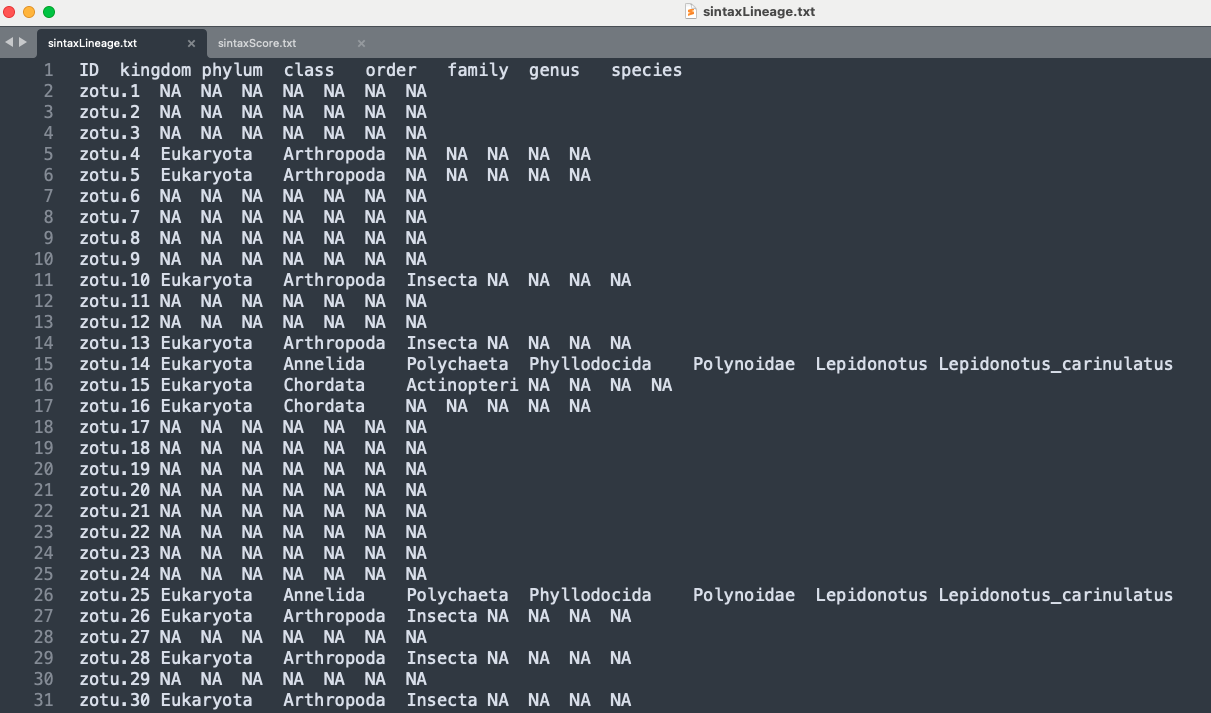 sintaxLineage.txt
sintaxLineage.txt × sintaxScore.txt ×
1 ID kingdom phylum class order family genus species
2 zotu.1 NA NA NA NA NA NA NA
3 zotu.2 NA NA NA NA NA NA NA
4 zotu.3 NA NA NA NA NA NA NA
5 zotu.4 Eukaryota Arthropoda NA NA NA NA NA
6 zotu.5 Eukaryota Arthropoda NA NA NA NA NA
7 zotu.6 NA NA NA NA NA NA NA
8 zotu.7 NA NA NA NA NA NA NA
9 zotu.8 NA NA NA NA NA NA NA
10 zotu.9 NA NA NA NA NA NA NA
11 zotu.10 Eukaryota Arthropoda Insecta NA NA NA NA
12 zotu.11 NA NA NA NA NA NA NA
13 zotu.12 NA NA NA NA NA NA NA
14 zotu.13 Eukaryota Arthropoda Insecta NA NA NA NA
15 zotu.14 Eukaryota Annelida Polychaeta Phyllodocida Polynoidae Lepidonotus Lepidonotus_carinulatus
16 zotu.15 Eukaryota Chordata Actinopteri NA NA NA NA
17 zotu.16 Eukaryota Chordata NA NA NA NA NA
18 zotu.17 NA NA NA NA NA NA NA
19 zotu.18 NA NA NA NA NA NA NA
20 zotu.19 NA NA NA NA NA NA NA
21 zotu.20 NA NA NA NA NA NA NA
22 zotu.21 NA NA NA NA NA NA NA
23 zotu.22 NA NA NA NA NA NA NA
24 zotu.23 NA NA NA NA NA NA NA
25 zotu.24 NA NA NA NA NA NA NA
26 zotu.25 Eukaryota Annelida Polychaeta Phyllodocida Polynoidae Lepidonotus Lepidonotus_carinulatus
27 zotu.26 Eukaryota Arthropoda Insecta NA NA NA NA
28 zotu.27 NA NA NA NA NA NA NA
29 zotu.28 Eukaryota Arthropoda Insecta NA NA NA NA
30 zotu.29 NA NA NA NA NA NA NA
31 zotu.30 Eukaryota Arthropoda Insecta NA NA NA NA